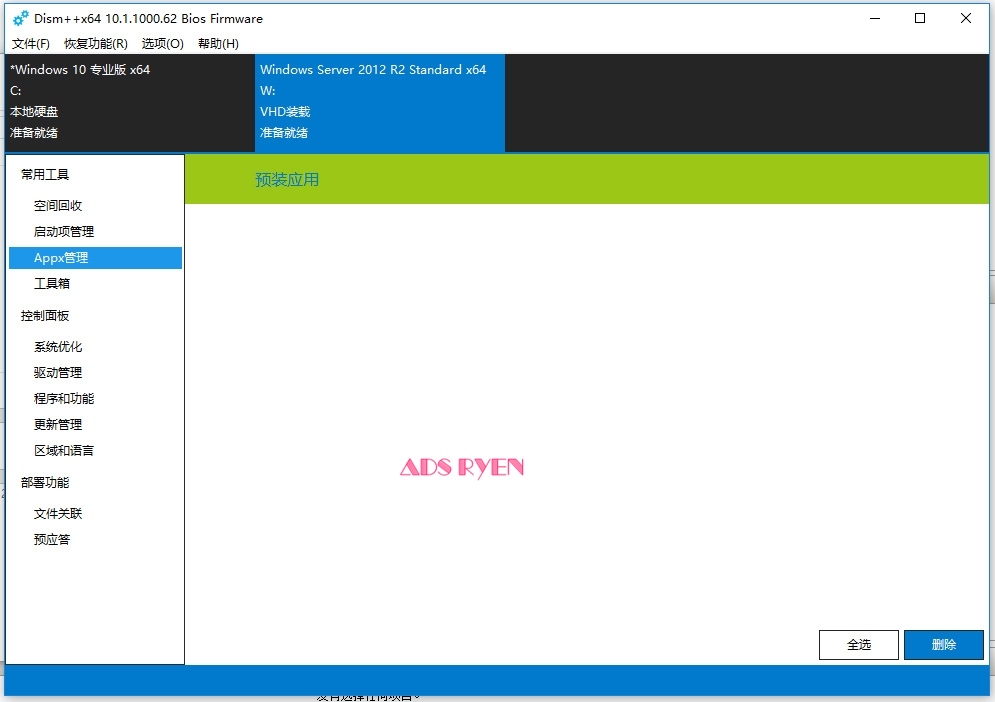 Dism++x64 10.1.1000.62 Bios Firmware
文件(F) 恢复功能(R) 选项(O) 帮助(H)
*Windows 10 专业版 x64
C:
本地硬盘
准备就绪
Windows Server 2012 R2 Standard x64
W:
VHD装载
准备就绪
常用工具
空间回收
启动项管理
Appx管理
工具箱
控制面板
系统优化
驱动管理
程序和功能
更新管理
区域和语言
部署功能
文件关联
预应答
预装应用
ADS RYEN
全选
删除